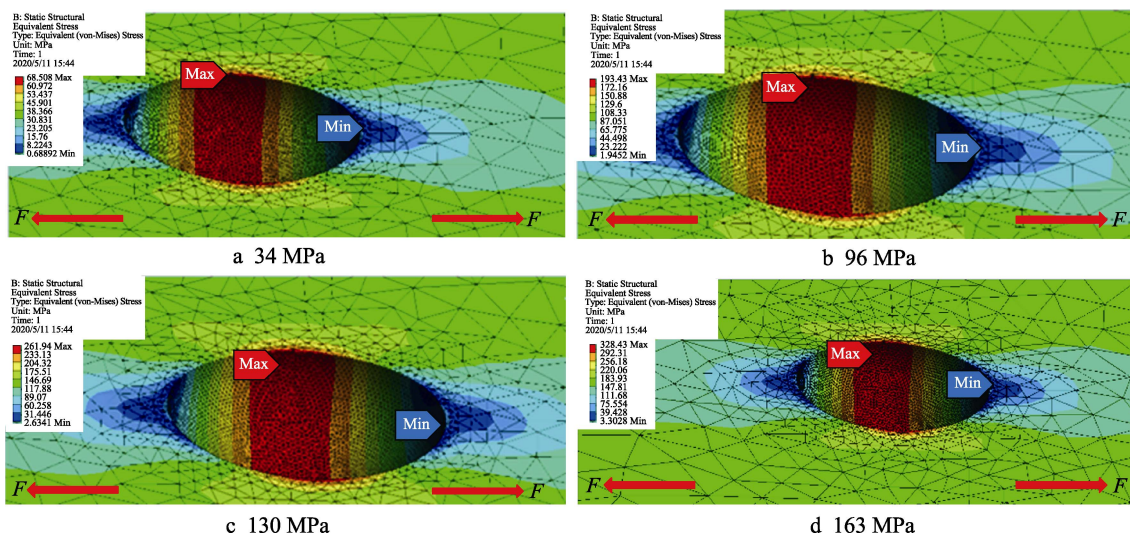 B: Static Structural
Equivalent Stress
Type: Equivalent (von-Mises) Stress
Unit: MPa
Time: 1
2020/5/11 15:44
68.508 Max
60.972
53.437
45.901
38.366
30.831
23.205
15.76
8.2243
0.68892 Min
Max
Min
F
F
a 34 MPa
B: Static Structural
Equivalent Stress
Type: Equivalent (von-Mises) Stress
Unit: MPa
Time: 1
2020/5/11 15:44
193.43 Max
172.16
150.88
129.6
108.33
87.051
65.775
44.498
23.222
1.9452 Min
Max
Min
F
F
b 96 MPa
B: Static Structural
Equivalent Stress
Type: Equivalent (von-Mises) Stress
Unit: MPa
Time: 1
2020/5/11 15:44
261.94 Max
233.13
204.32
175.51
146.69
117.88
89.07
60.258
31.446
2.6341 Min
Max
Min
F
F
c 130 MPa
B: Static Structural
Equivalent Stress
Type: Equivalent (von-Mises) Stress
Unit: MPa
Time: 1
2020/5/11 15:44
328.43 Max
292.31
256.18
220.06
183.93
147.81
111.68
75.554
39.428
3.3028 Min
Max
Min
F
F
d 163 MPa